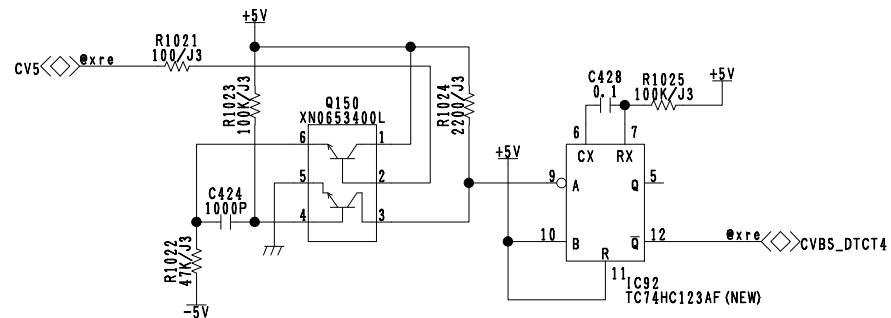 +5V
R1021
100/J3
CV5
@xre
R1023
100K/J3
R1024
2200/J3
Q150
XN0653400L
6
1
5
2
4
3
C424
1000P
R1022
47K/J3
-5V
C428
0.1
R1025
100K/J3
+5V
6
7
CX
RX
+5V
9
A
Q
5
10
B
Q
12
R
11
@xre
CVBS_DTCT4
IC92
TC74HC123AF(NEW)